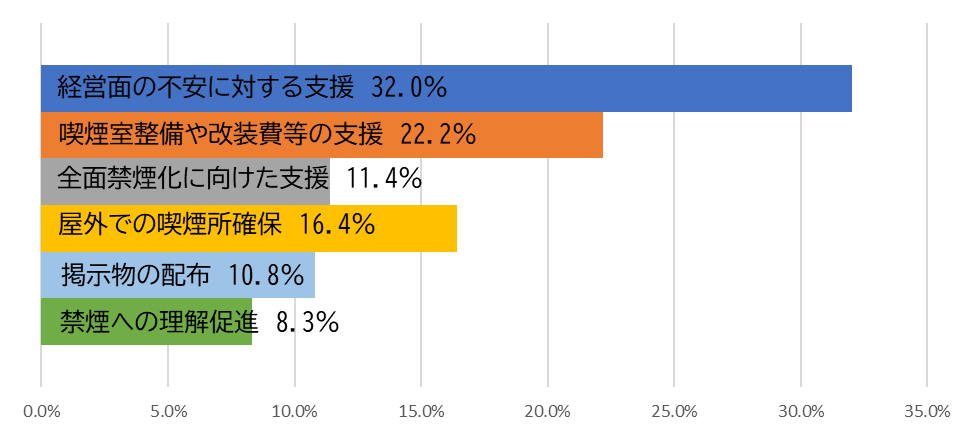 経営面の不安に対する支援 32.0%
喫煙室整備や改装費等の支援 22.2%
全面禁煙化に向けた支援 11.4%
屋外での喫煙所確保 16.4%
掲示物の配布 10.8%
禁煙への理解促進 8.3%
0.0% 5.0% 10.0% 15.0% 20.0% 25.0% 30.0% 35.0%